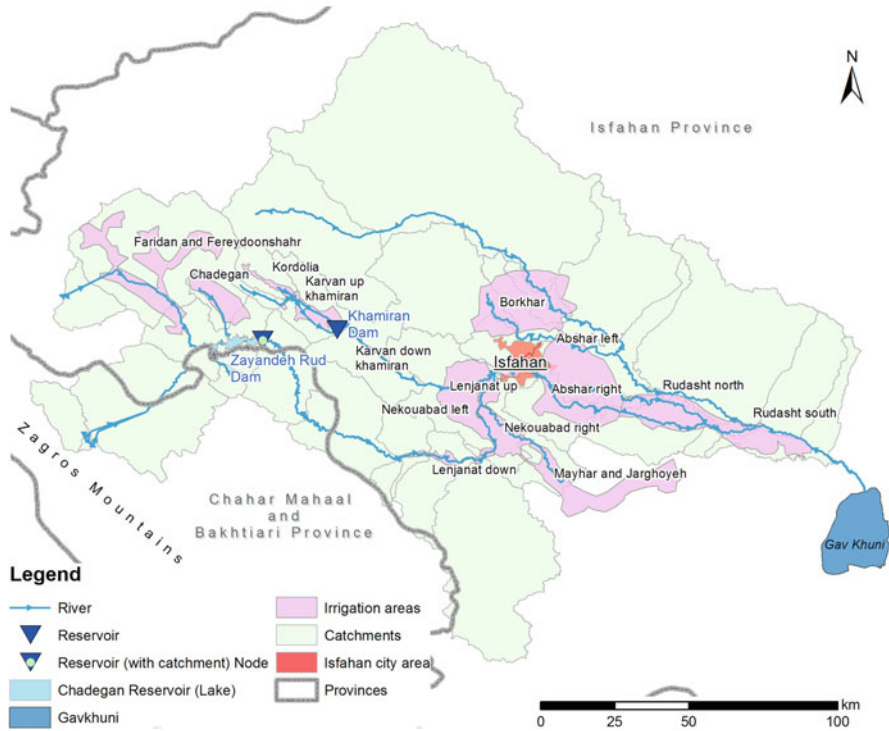 N
Isfahan Province
Faridan and Fereydoonshahr
Chadegan
Kordolia
Karvan up
khamiran
Khamiran
Dam
Borkhar
Abshar left
Zayandeh Rud
Dam
Karvan down
khamiran
Isfahan
Lenjanat up
Abshar right
Rudasht north
Nekouabad left
Rudasht south
Nekouabad right
Lenjanat down
Mayhar and Jarghoyeh
Zagros Mountains
Chahar Mahaal
and
Bakhtiari Province
Gav Khuni
Legend
River
Reservoir
Reservoir (with catchment) Node
Chadegan Reservoir (Lake)
Gavkhuni
Irrigation areas
Catchments
Isfahan city area
Provinces
km
0 25 50 100